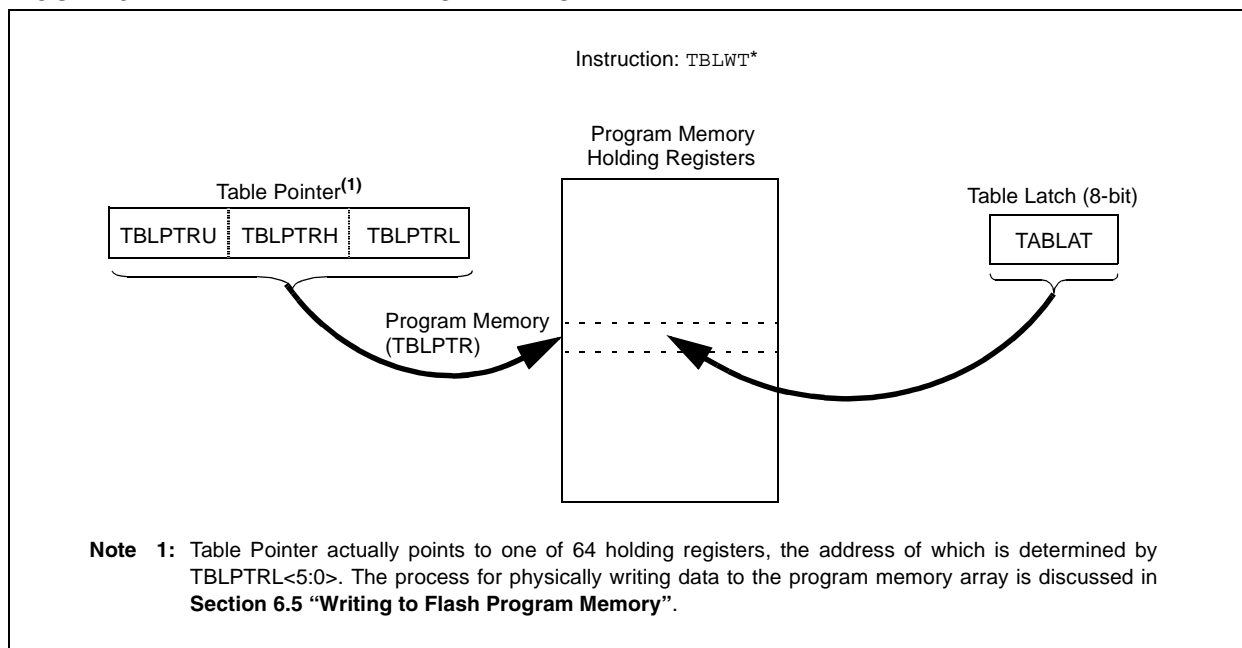 Instruction: TBLWT*
Program Memory
Holding Registers
Table Pointer(1)
Table Latch (8-bit)
TBLPTRU TBLPTRH TBLPTRL
TABLAT
Program Memory
(TBLPTR)
Note 1: Table Pointer actually points to one of 64 holding registers, the address of which is determined by
TBLPTRL<5:0>. The process for physically writing data to the program memory array is discussed in
Section 6.5 “Writing to Flash Program Memory”.